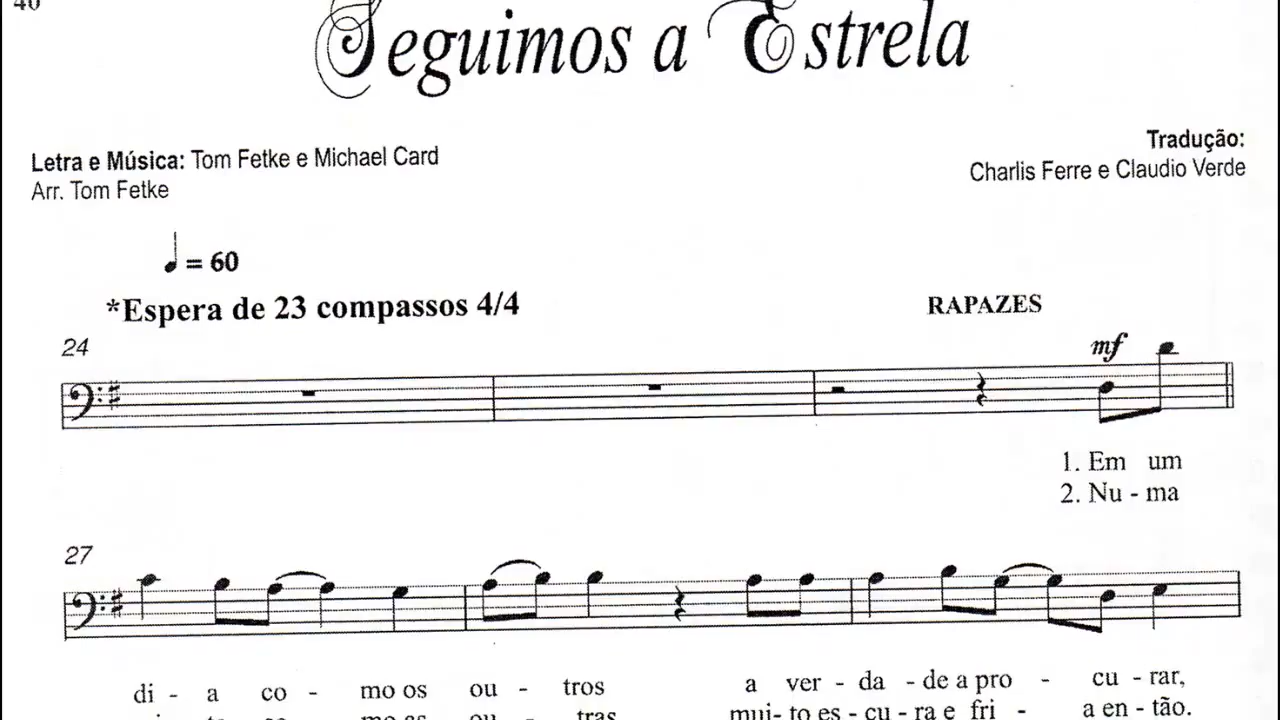 40
Seguimos a Estrela
Letra e Música: Tom Fetke e Michael Card
Arr. Tom Fetke
Tradução:
Charlis Ferre e Claudio Verde
= 60
*Espera de 23 compassos 4/4
RAPAZES
24
mf
1. Em um
2. Nu - ma
27
di - a co - mo os ou - tros a ver - da - de a pro - cu - rar,
mui- to es - cu - ra e fri - a en - tão.